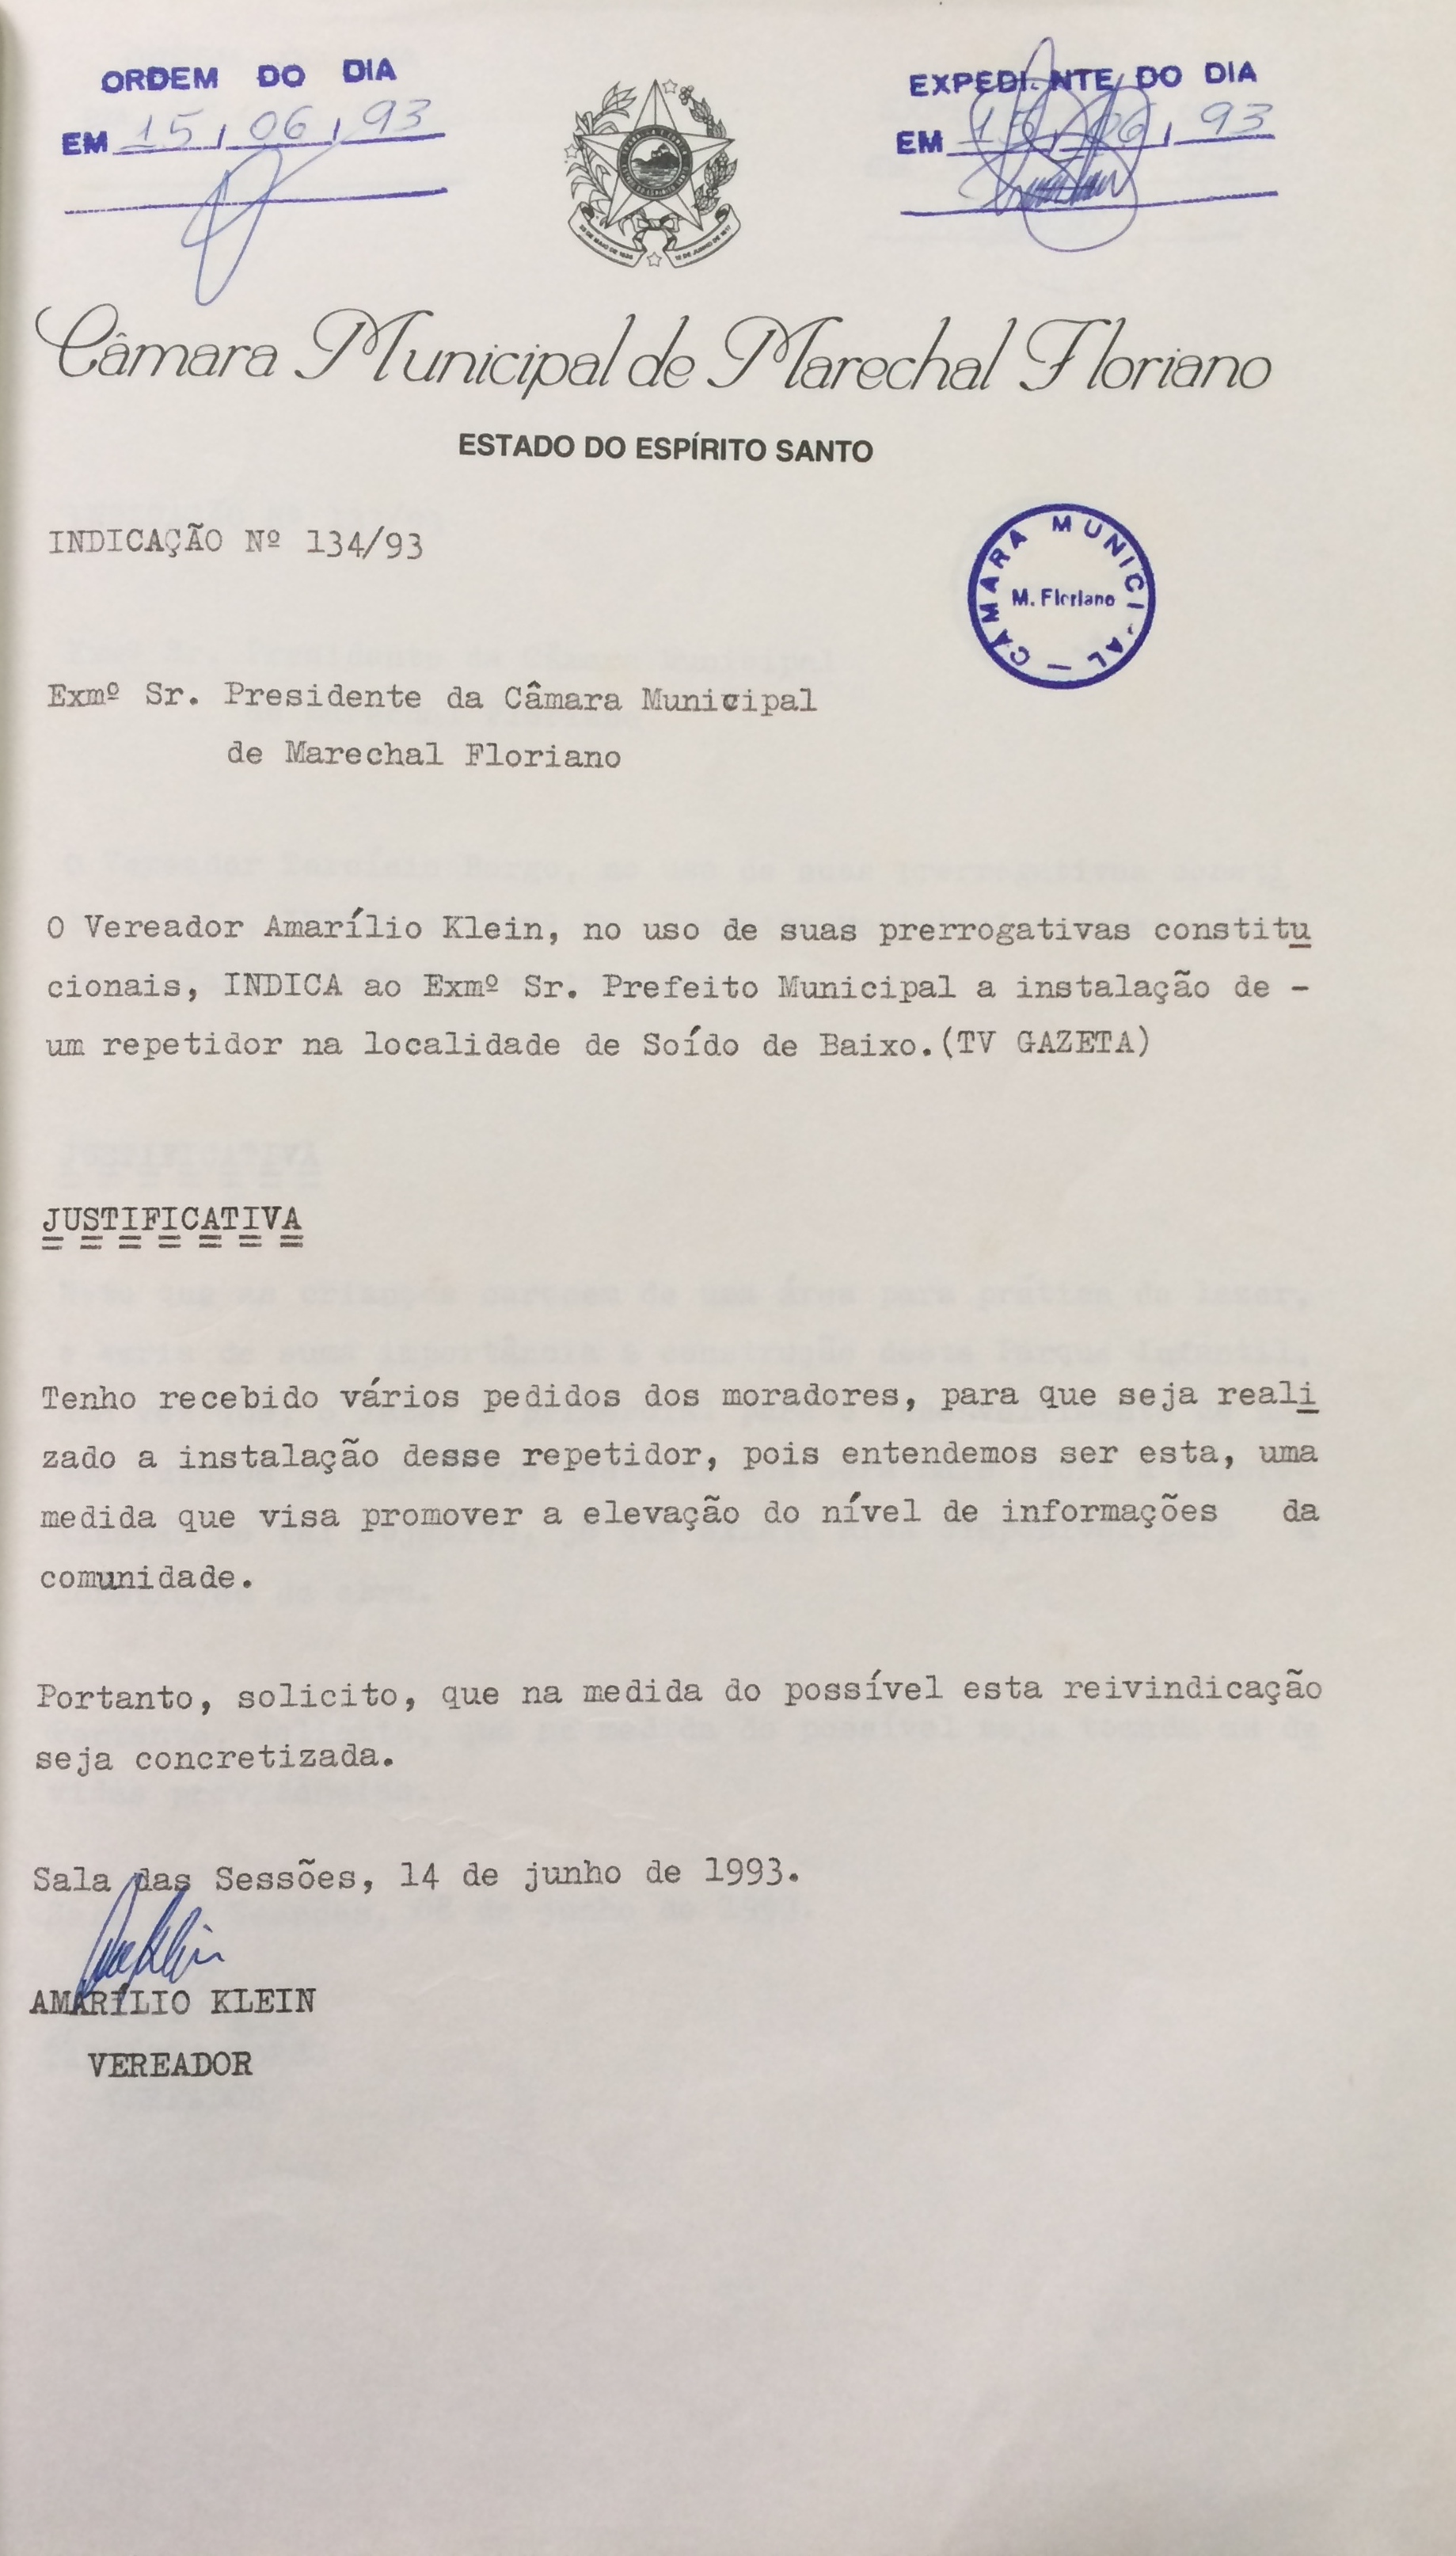 ORDEM DO DIA
EM 15 / 06 / 93
EXPEDIENTE DO DIA
EM 15 / 06 / 93
Câmara Municipal de Marechal Floriano
ESTADO DO ESPÍRITO SANTO
INDICAÇÃO Nº 134/93
CÂMARA MUNICIPAL —
M. Floriano
Exmº Sr. Presidente da Câmara Municipal
de Marechal Floriano
O Vereador Amarílio Klein, no uso de suas prerrogativas constitu
cionais, INDICA ao Exmº Sr. Prefeito Municipal a instalação de -
um repetidor na localidade de Soído de Baixo.(TV GAZETA)
JUSTIFICATIVA
Tenho recebido vários pedidos dos moradores, para que seja reali
zado a instalação desse repetidor, pois entendemos ser esta, uma
medida que visa promover a elevação do nível de informações da
comunidade.
Portanto, solicito, que na medida do possível esta reivindicação
seja concretizada.
Sala das Sessões, 14 de junho de 1993.
AMARÍLIO KLEIN
VEREADOR